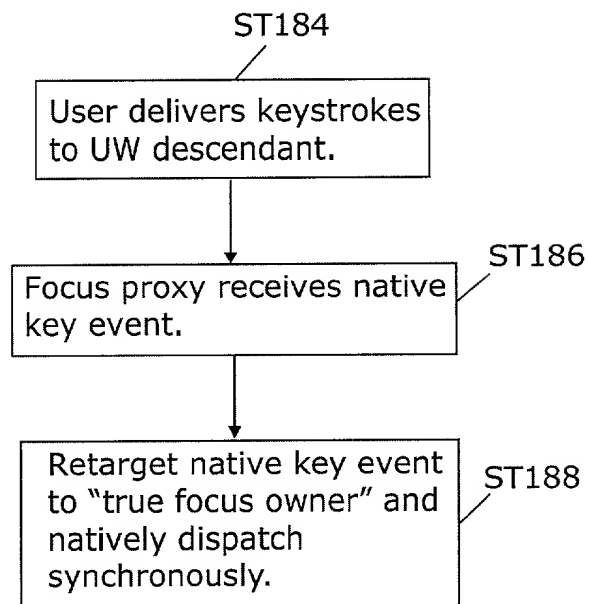 ST184
User delivers keystrokes
to UW descendant.
ST186
Focus proxy receives native
key event.
Retarget native key event
to “true focus owner” and
natively dispatch
synchronously.
ST188